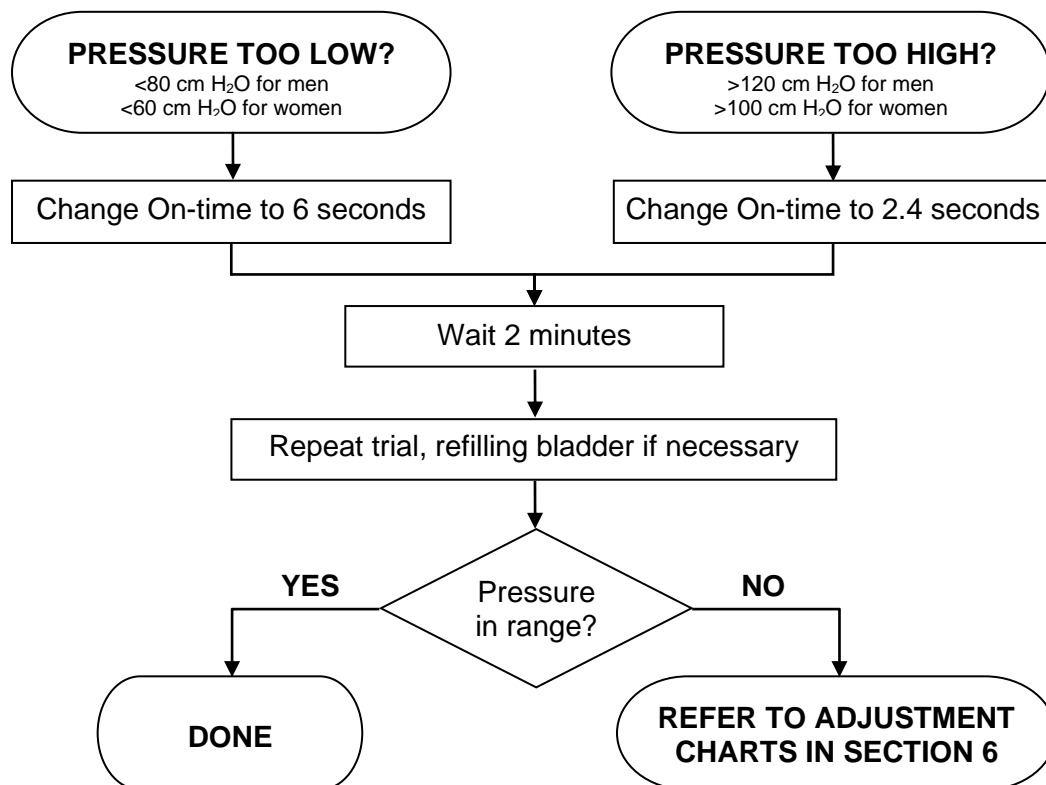 PRESSURE TOO LOW?
<80 cm H₂O for men
<60 cm H₂O for women
PRESSURE TOO HIGH?
>120 cm H₂O for men
>100 cm H₂O for women
Change On-time to 6 seconds
Change On-time to 2.4 seconds
Wait 2 minutes
Repeat trial, refilling bladder if necessary
YES
Pressure
in range?
NO
DONE
REFER TO ADJUSTMENT
CHARTS IN SECTION 6